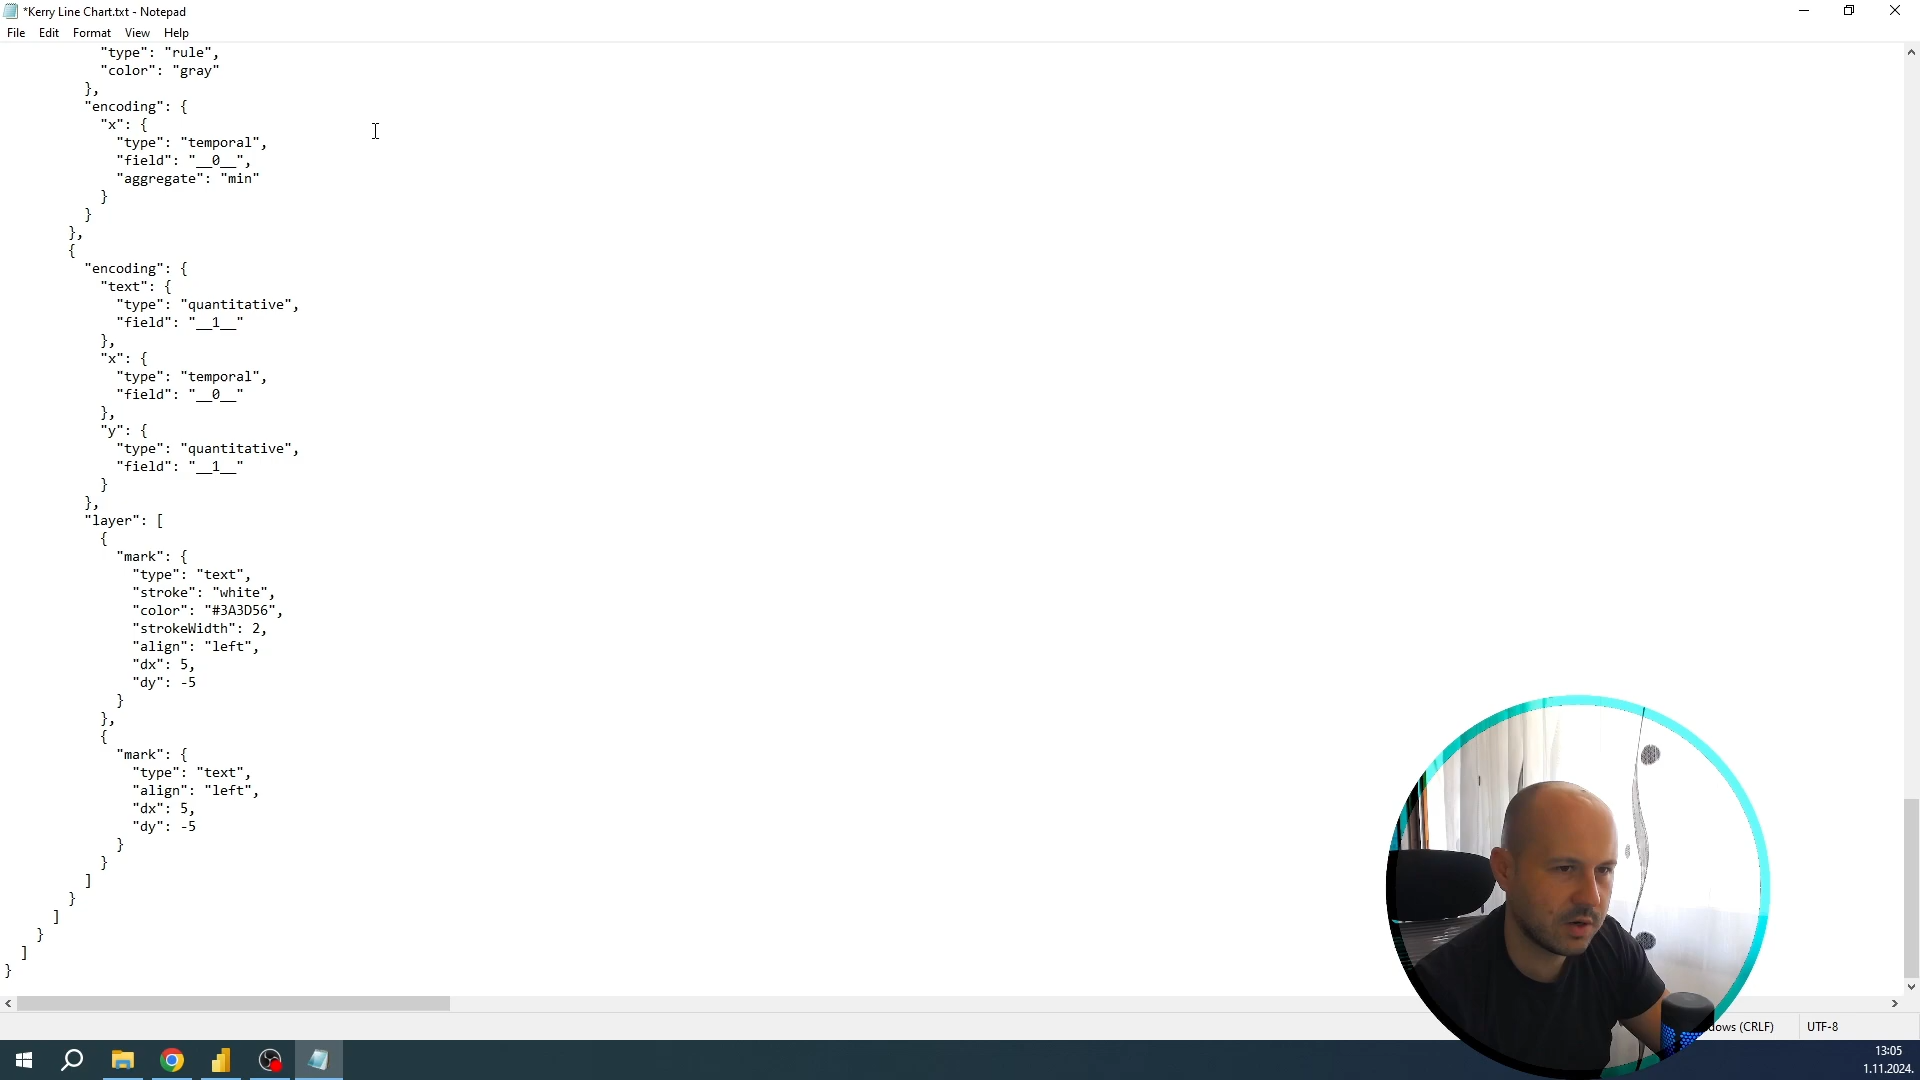 *Kerry Line Chart.txt - Notepad
File Edit Format View Help
"type": "rule",
"color": "gray"
},
"encoding": {
"x": {
"type": "temporal",
"field": "__0__",
"aggregate": "min"
}
}
},
{
"encoding": {
"text": {
"type": "quantitative",
"field": "__1__"
},
"x": {
"type": "temporal",
"field": "__0__"
},
"y": {
"type": "quantitative",
"field": "__1__"
}
},
"layer": [
{
"mark": {
"type": "text",
"stroke": "white",
"color": "#3A3D56",
"strokeWidth": 2,
"align": "left",
"dx": 5,
"dy": -5
}
},
{
"mark": {
"type": "text",
"align": "left",
"dx": 5,
"dy": -5
}
}
]
}
]
}
]
}
(CRLF) UTF-8
13:05
1.11.2024.